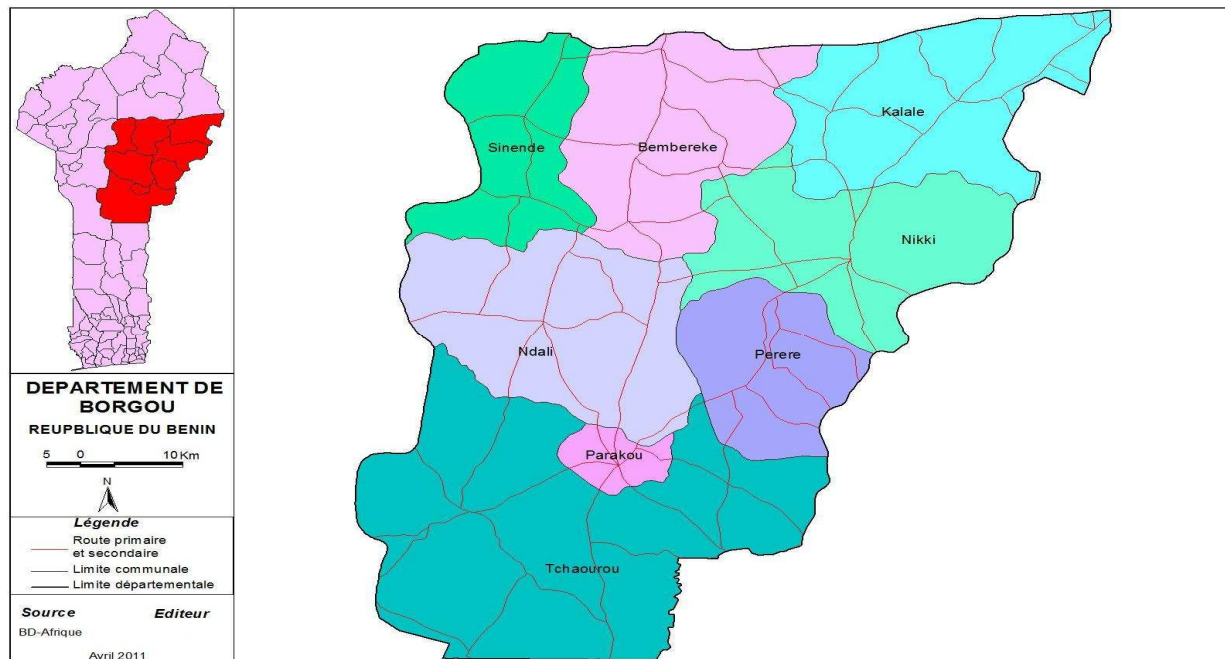 DEPARTEMENT DE
BORGOU
REUPBLIQUE DU BENIN
5 0 10 Km
N
Légende
Route primaire
et secondaire
Limite communale
Limite départementale
Source Editeur
BD-Afrique
Avril 2011
Kalale
Sinende
Bembereke
Nikki
Ndali
Perere
Parakou
Tchaourou